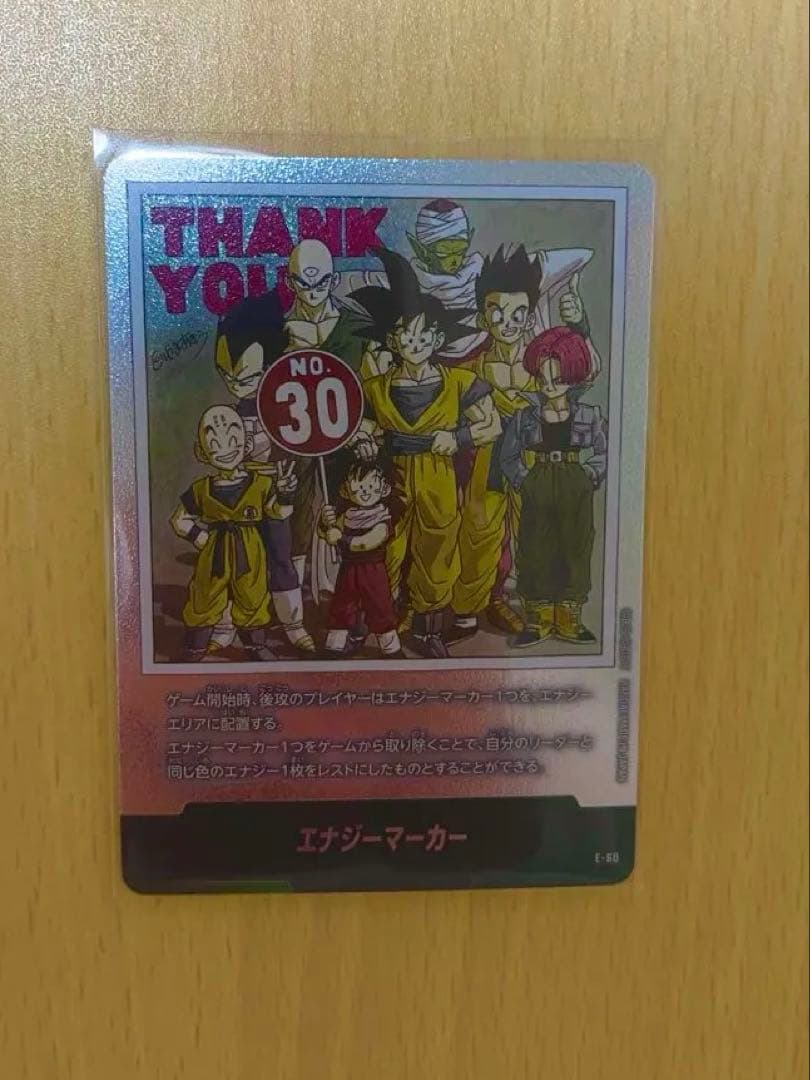 THANK
YOU
NO.
30
ゲーム開始時、後攻のプレイヤーはエナジーマーカー1つを、エナジー
エリアに配置する。
エナジーマーカー1つをゲームから取り除くことで、自分のリーダーと
同じ色のエナジー1枚をレストにしたものとすることができる。
エナジーマーカー
E-60